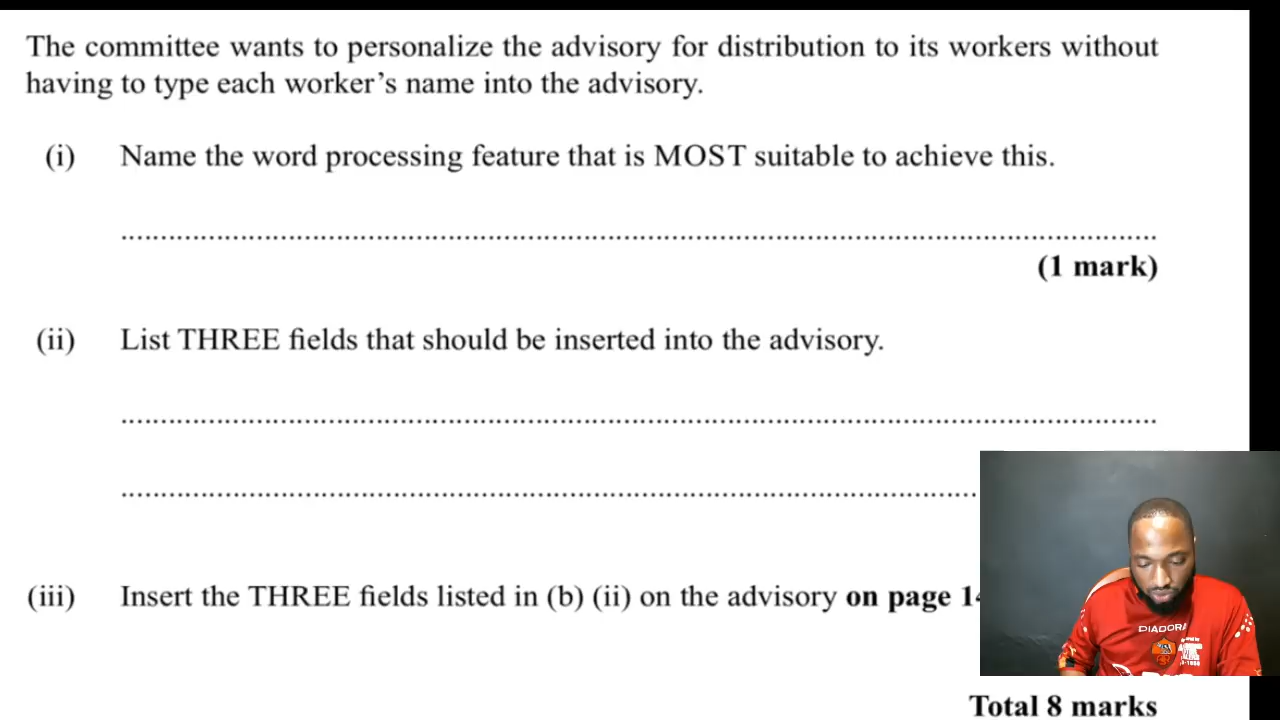 The committee wants to personalize the advisory for distribution to its workers without
having to type each worker's name into the advisory.
(i) Name the word processing feature that is MOST suitable to achieve this.
(1 mark)
(ii) List THREE fields that should be inserted into the advisory.
(iii) Insert the THREE fields listed in (b) (ii) on the advisory on page
DIADORA
Total 8 marks